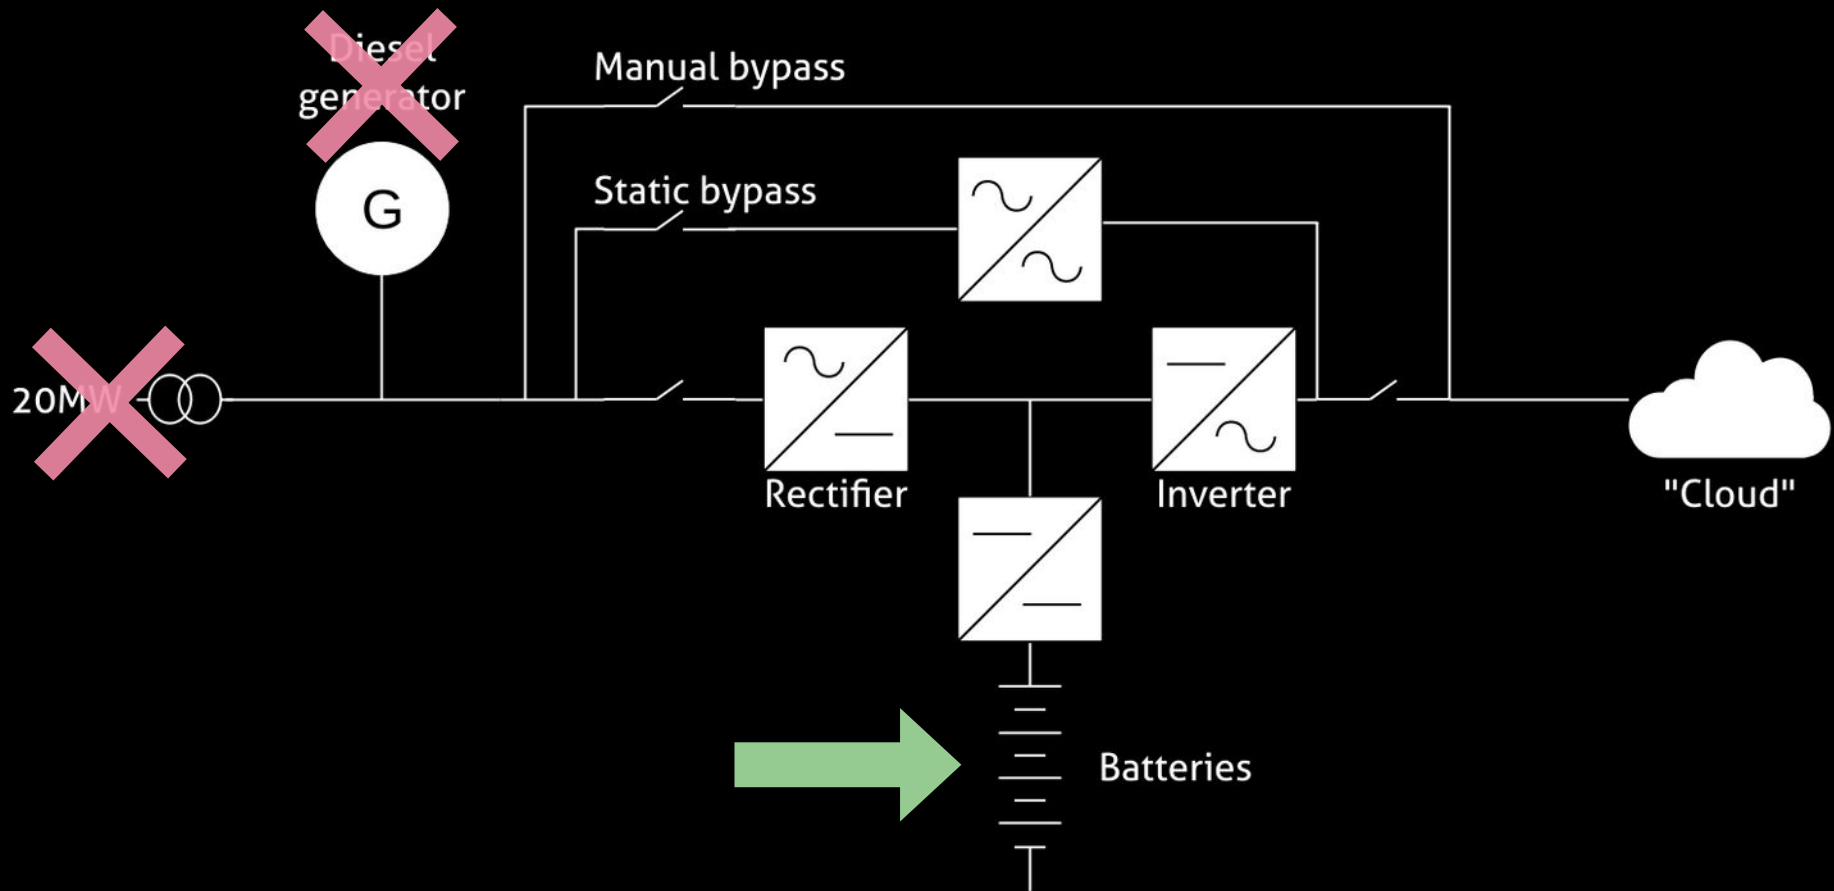 Diesel
generator
Manual bypass
Static bypass
G
20MW
Rectifier
Inverter
"Cloud"
Batteries